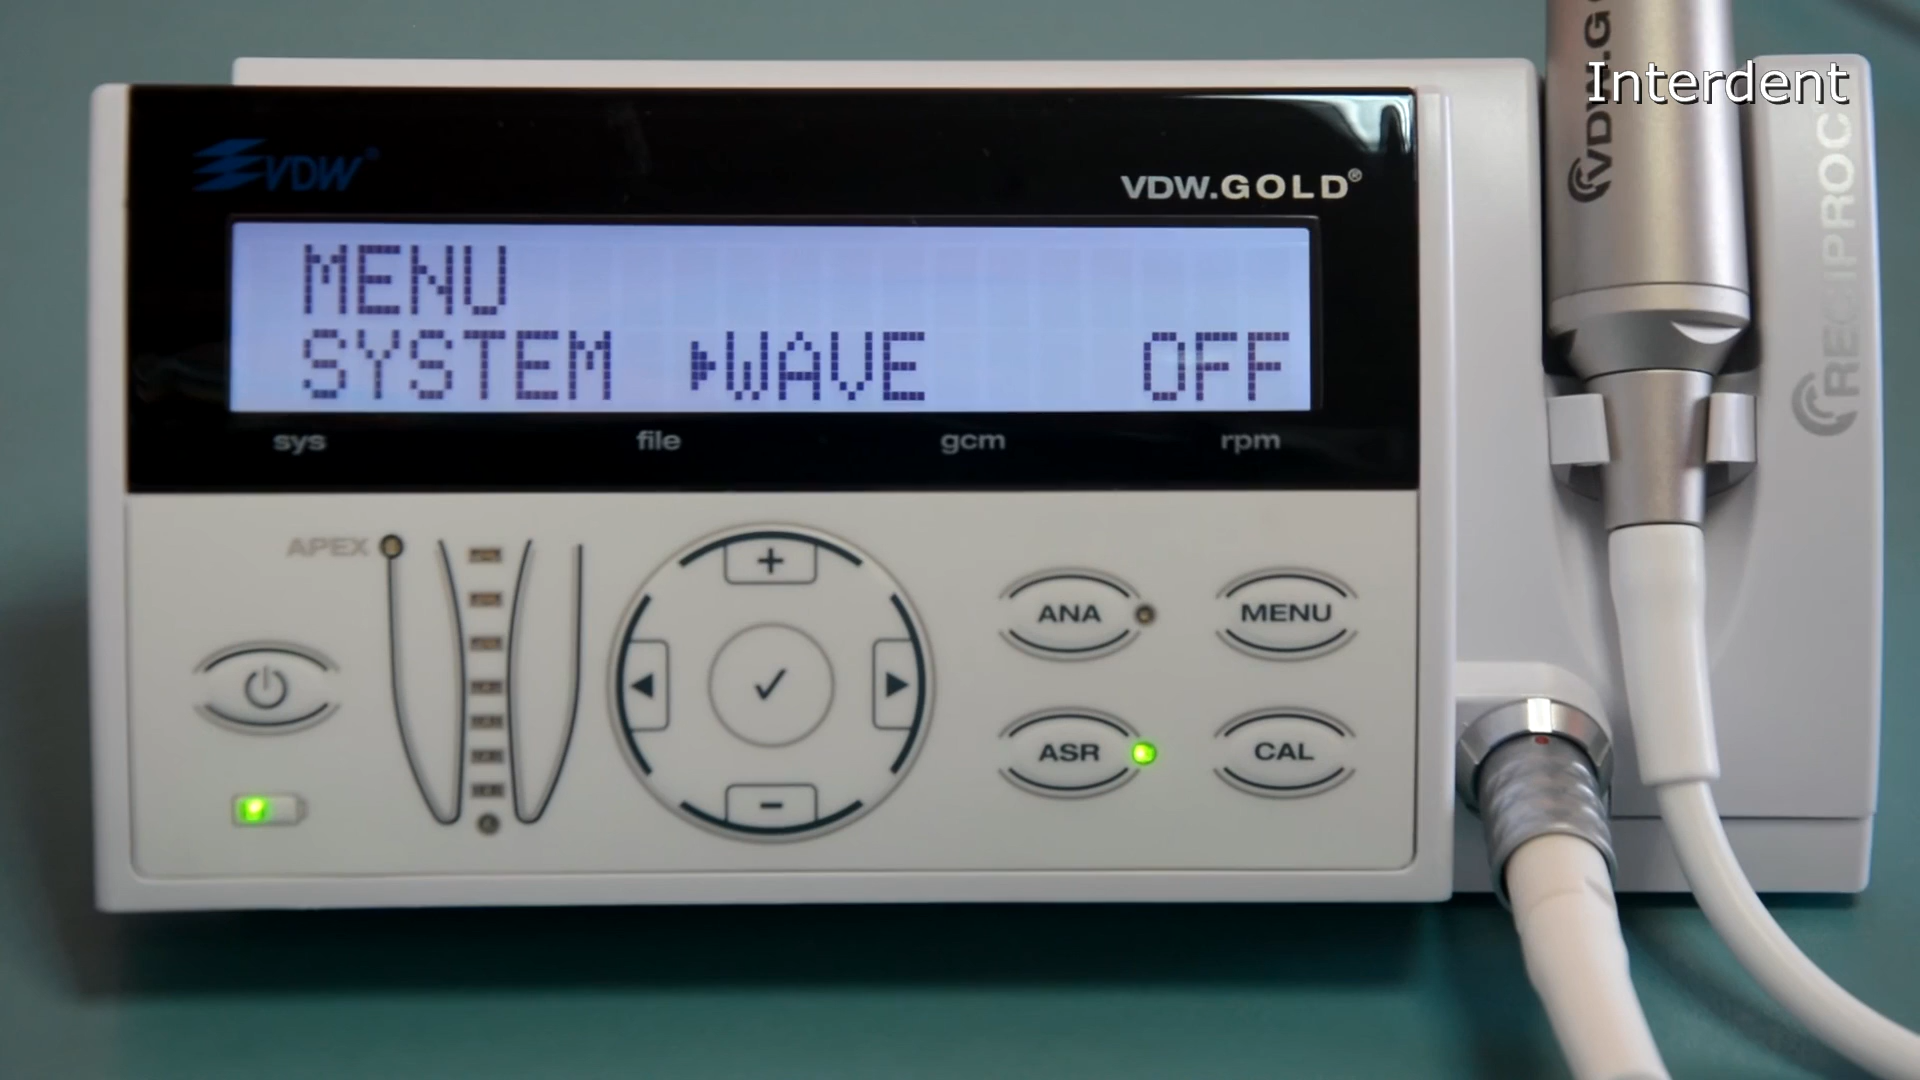 Interdent
VDW®
VDW.GOLD®
MENU
SYSTEM ▶WAVE OFF
sys file gcm rpm
APEX
+
ANA MENU
✓
ASR CAL
−
RECIPROC